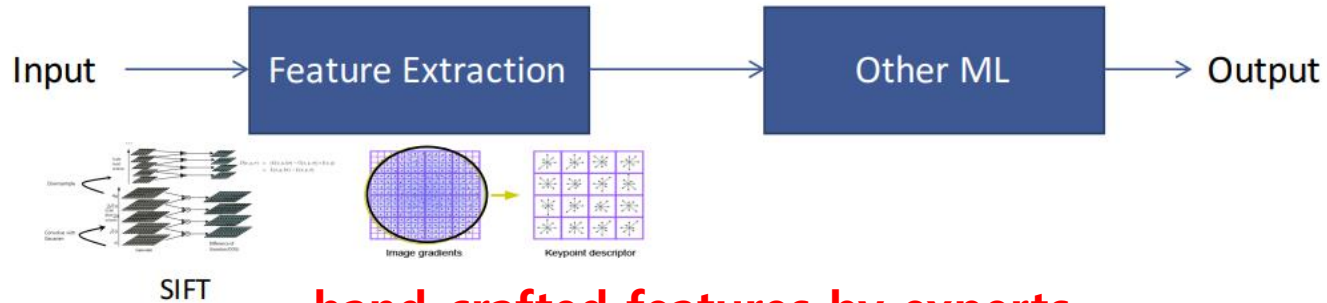 Input
Feature Extraction
Other ML
Output
Image gradients
Keypoint descriptor
SIFT
hand-crafted features by experts